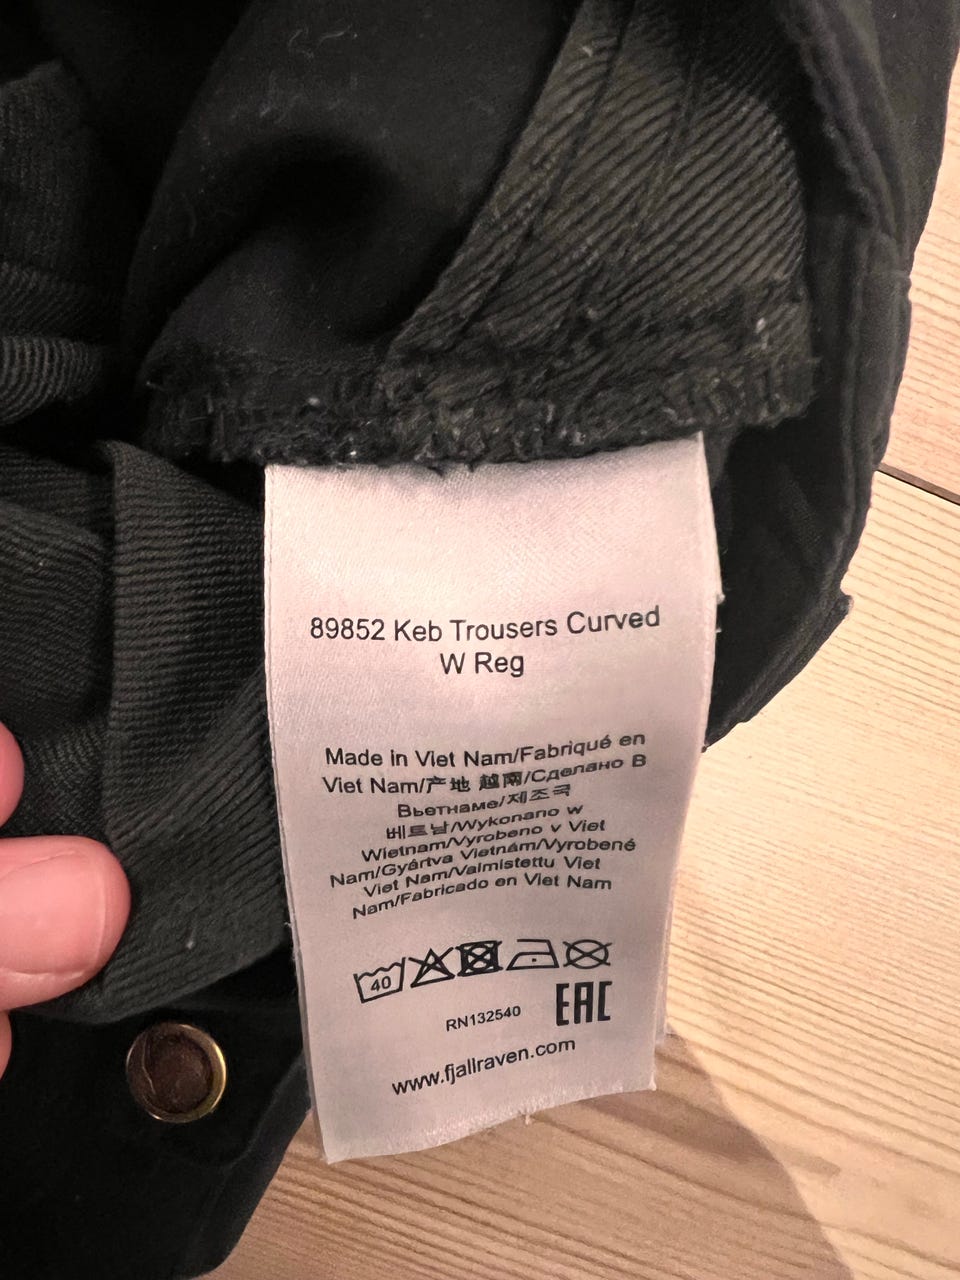 89852 Keb Trousers Curved
W Reg
Made in Viet Nam/Fabriqué en
Viet Nam/产地 越南/Сделано В
Вьетнаме/제조국
베트남/Wykonano w
Wietnam/Vyrobeno v Viet
Nam/Gyártva Vietnám/Vyrobené
Viet Nam/Valmistettu Viet
Nam/Fabricado en Viet Nam
40
RN132540 EAC
www.fjallraven.com